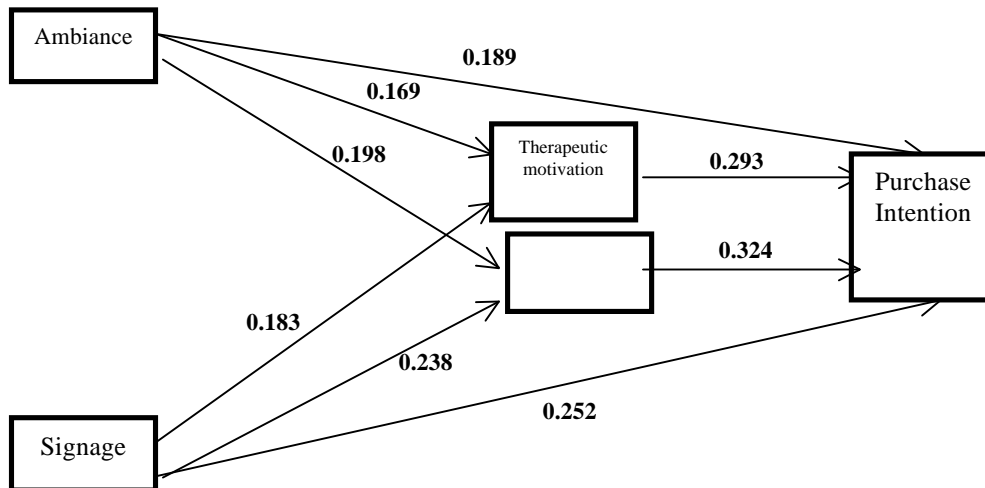 Ambiance
0.189
0.169
0.198
Therapeutic
motivation
0.293
Purchase
Intention
0.324
0.183
0.238
0.252
Signage